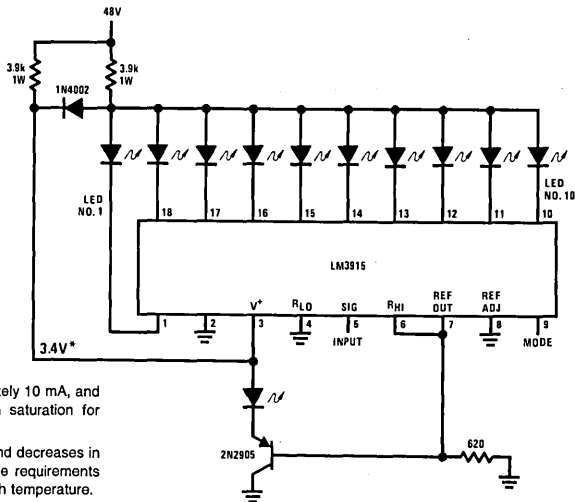 48V
3.9k
1W
3.9k
1W
1N4002
LED
NO. 1
LED
NO. 10
18
17
16
15
14
13
12
11
10
LM3915
V+
RLO
SIG
RHI
REF
OUT
REF
ADJ
1
2
3
4
5
6
7
8
9
INPUT
MODE
3.4V*
620
2N2905
tely 10 mA, and
saturation for
nd decreases in
e requirements
h temperature.